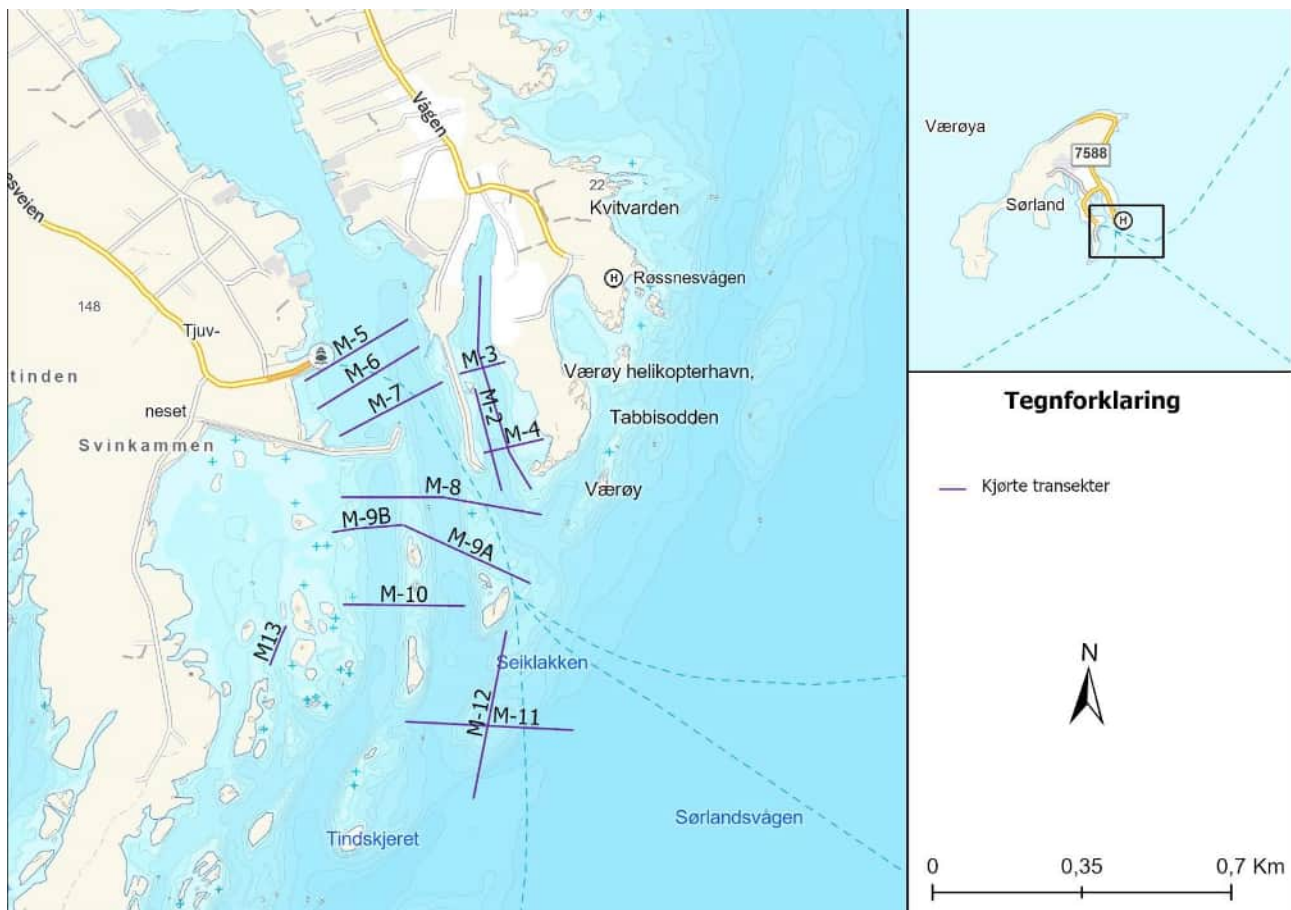 Vågen
esveien
22
Kvitvarden
H
Røssnesvågen
148
Tjuv-
tinden
neset
Svinkammen
M-5
M-6
M-7
M-3
M-2
M-4
Værøy helikopterhavn,
Tabbisodden
Værøy
M-8
M-9B
M-9A
M-10
M13
Seiklakken
M-12
M-11
Tindskjeret
Sørlandsvågen
Værøya
7588
Sørland
H
Tegnforklaring
Kjørte transekter
N
0 0,35 0,7 Km